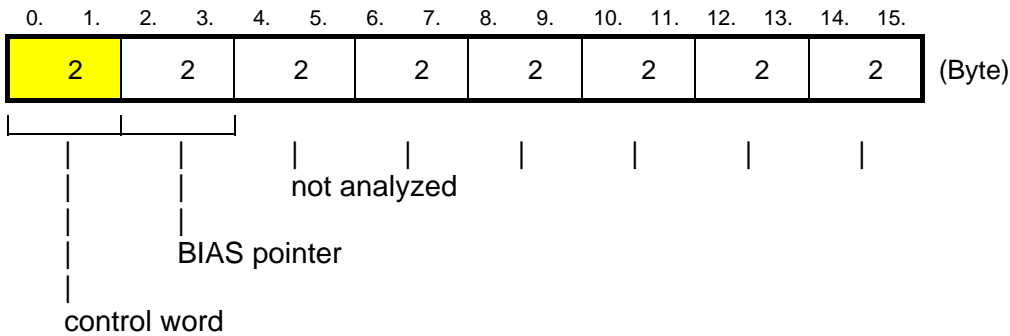 0. 1. 2. 3. 4. 5. 6. 7. 8. 9. 10. 11. 12. 13. 14. 15.
2 2 2 2 2 2 2 2 (Byte)
not analyzed
BIAS pointer
control word